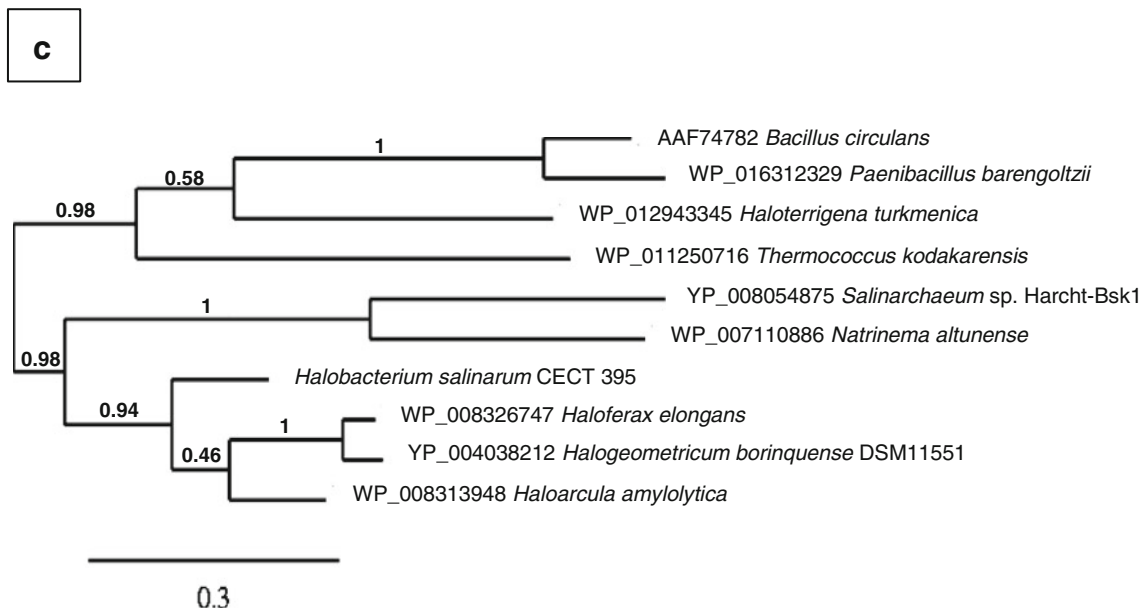 c
1
AAF74782 Bacillus circulans
WP_016312329 Paenibacillus barengoltzii
0.58
WP_012943345 Haloterrigena turkmenica
0.98
WP_011250716 Thermococcus kodakarensis
YP_008054875 Salinarchaeum sp. Harcht-Bsk1
1
WP_007110886 Natrinema altunense
0.98
Halobacterium salinarum CECT 395
0.94
WP_008326747 Haloferax elongans
1
YP_004038212 Halogeometricum borinquense DSM11551
0.46
WP_008313948 Haloarcula amylolytica
0.3